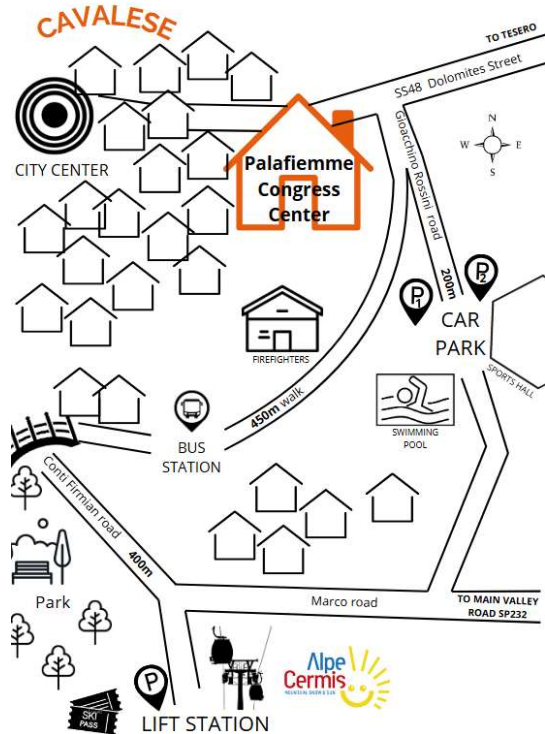 CAVALESE
TO TESERO
SS48 Dolomites Street
Gioacchino Rossini road
N
W E
S
CITY CENTER
Palafiemme
Congress
Center
200m
P1
P2
CAR
PARK
SPORTS HALL
FIREFIGHTERS
450m walk
SWIMMING
POOL
BUS
STATION
Conti Firmian road
400m
Park
Marco road
TO MAIN VALLEY
ROAD SP232
P
SKI
PASS
LIFT STATION
Alpe
Cermis